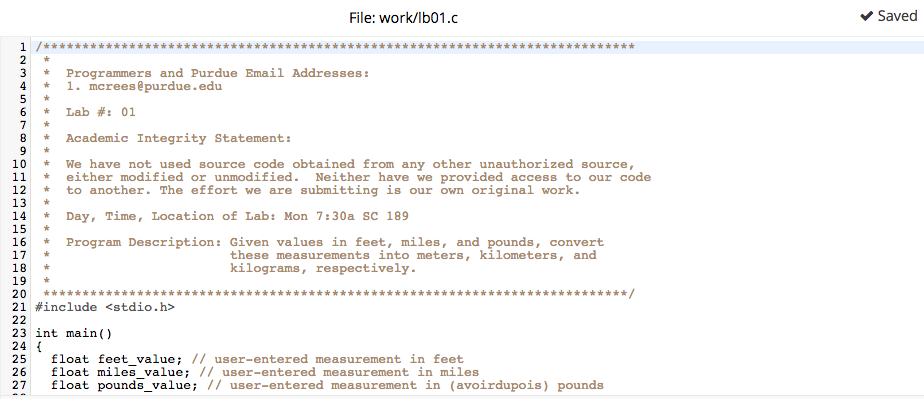 File: work/lb01.c
✔ Saved
1 /****************************************************************************
2 *
3 * Programmers and Purdue Email Addresses:
4 * 1. mcrees@purdue.edu
5 *
6 * Lab #: 01
7 *
8 * Academic Integrity Statement:
9 *
10 * We have not used source code obtained from any other unauthorized source,
11 * either modified or unmodified.  Neither have we provided access to our code
12 * to another. The effort we are submitting is our own original work.
13 *
14 * Day, Time, Location of Lab: Mon 7:30a SC 189
15 *
16 * Program Description: Given values in feet, miles, and pounds, convert
17 * these measurements into meters, kilometers, and
18 * kilograms, respectively.
19 *
20 ***************************************************************************/
21 #include <stdio.h>
22
23 int main()
24 {
25 float feet_value; // user-entered measurement in feet
26 float miles_value; // user-entered measurement in miles
27 float pounds_value; // user-entered measurement in (avoirdupois) pounds